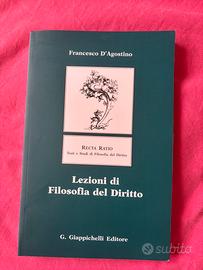 Francesco D'Agostino
RECTA RATIO
Testi e Studi di Filosofia del Diritto
Lezioni di
Filosofia del Diritto
G. Giappichelli Editore
subito